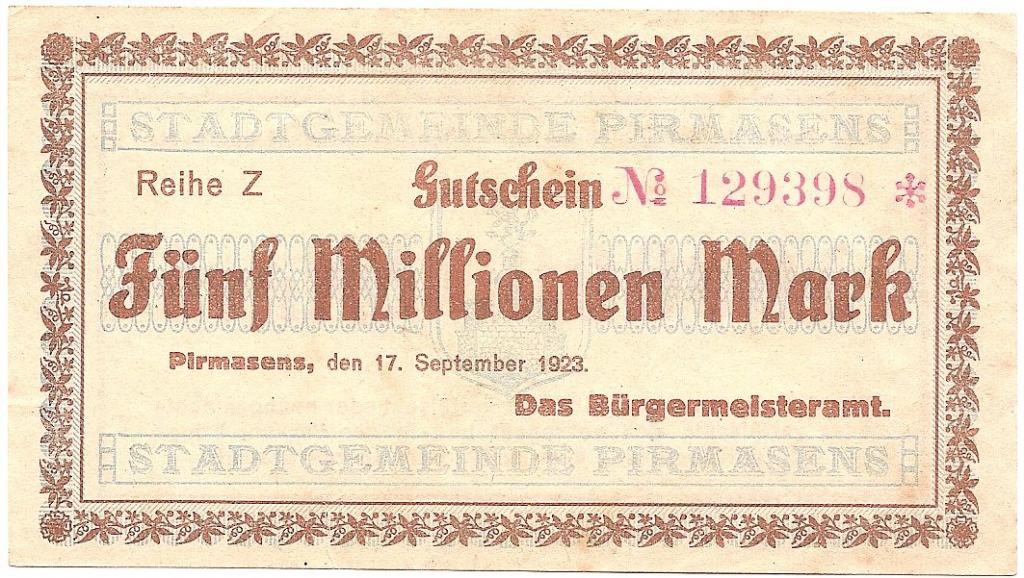 STADTGEMEINDE PIRMASENS
Reihe Z Gutschein № 129398 *
Fünf Millionen Mark
Pirmasens, den 17. September 1923.
Das Bürgermeisteramt.
STADTGEMEINDE PIRMASENS